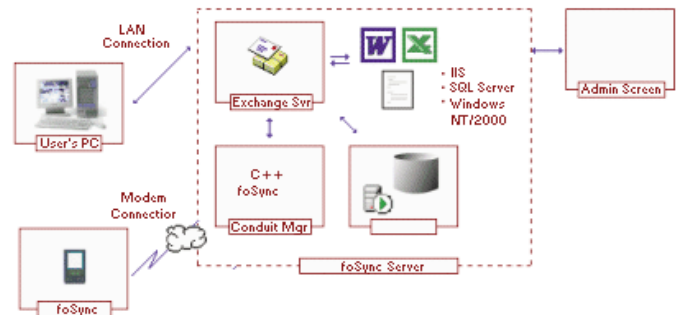 LAN
Connection
User's PC
Exchange Svr
W
X
• IIS
• SQL Server
• Windows
NT/2000
Admin Screen
C++
foSync
Conduit Mgr
Modem
Connection
foSync Server
foSync